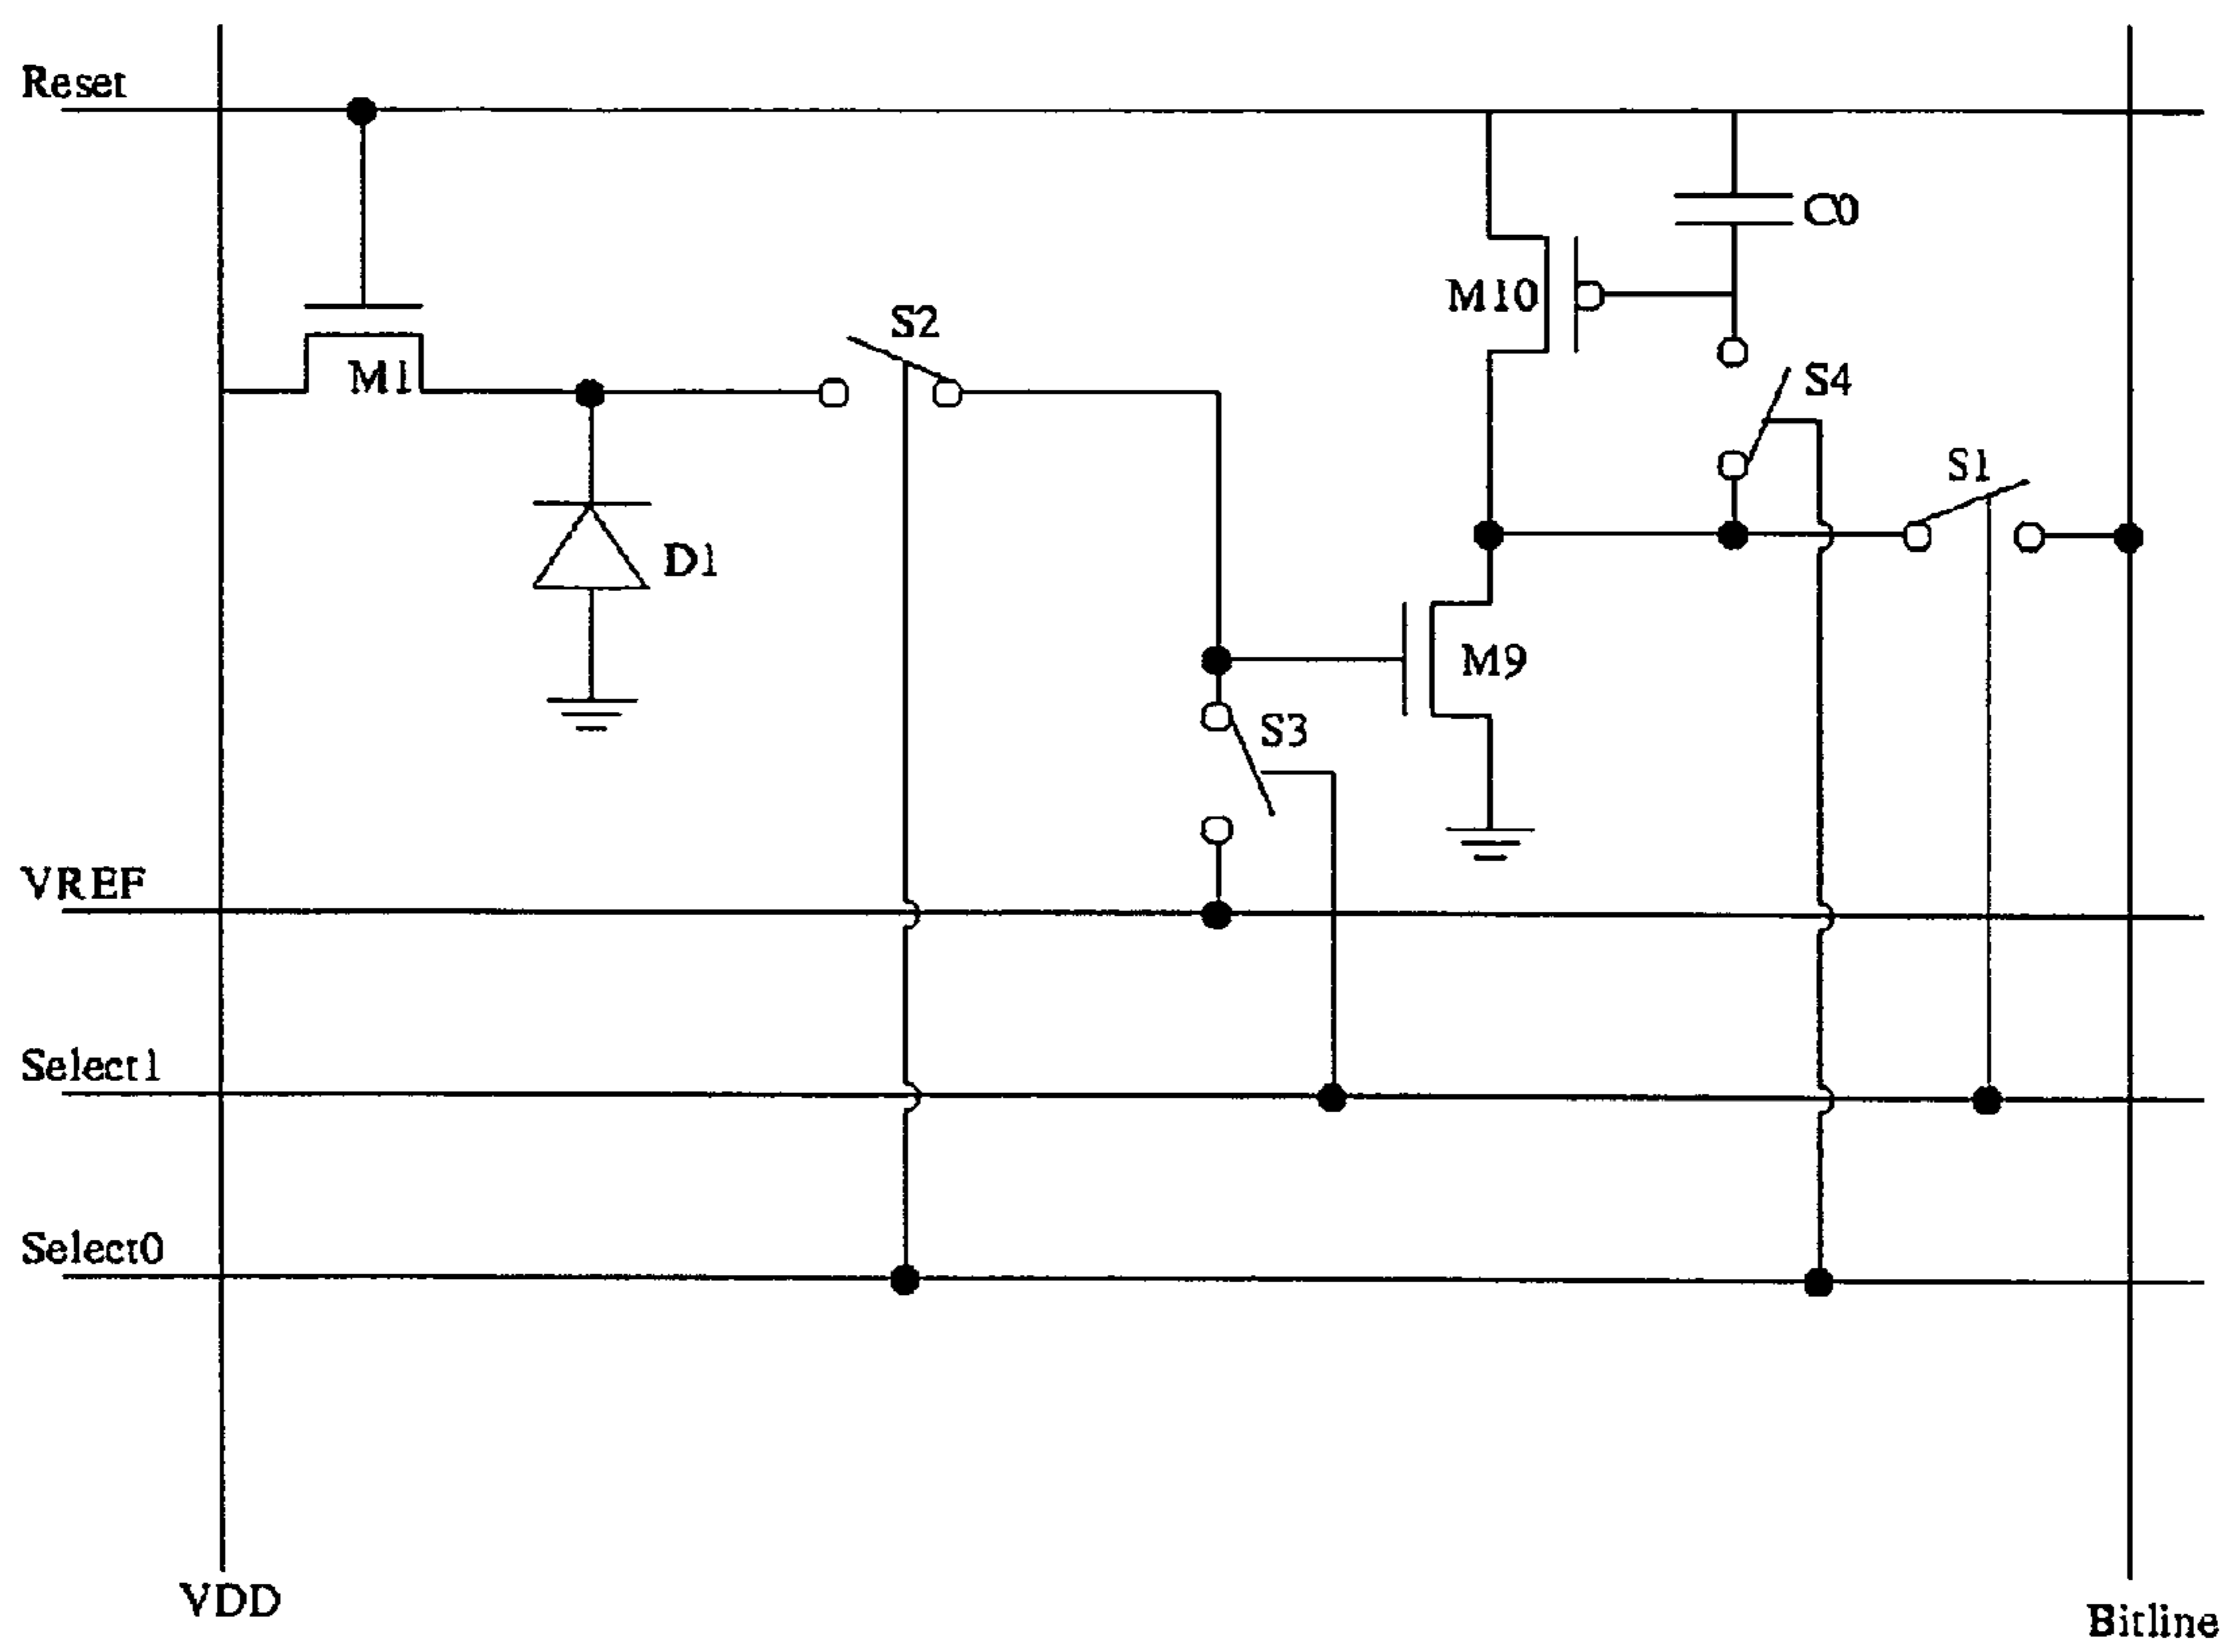 Reset
C0
M10
S2
M1
S4
S1
D1
M9
S3
VREF
Select1
Select0
VDD
Bitline